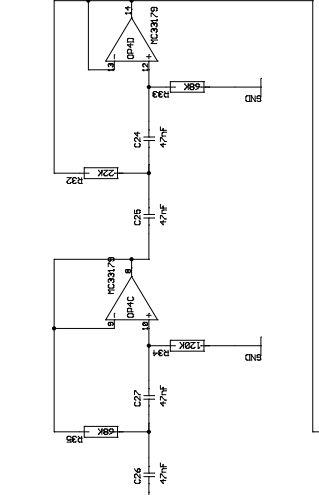 14
MC33179
OP4D
13
12
R33
68K
GND
C24
47nF
R32
22K
C25
47nF
MC33179
8
OP4C
9
10
R34
120K
GND
C27
47nF
R35
68K
C26
47nF